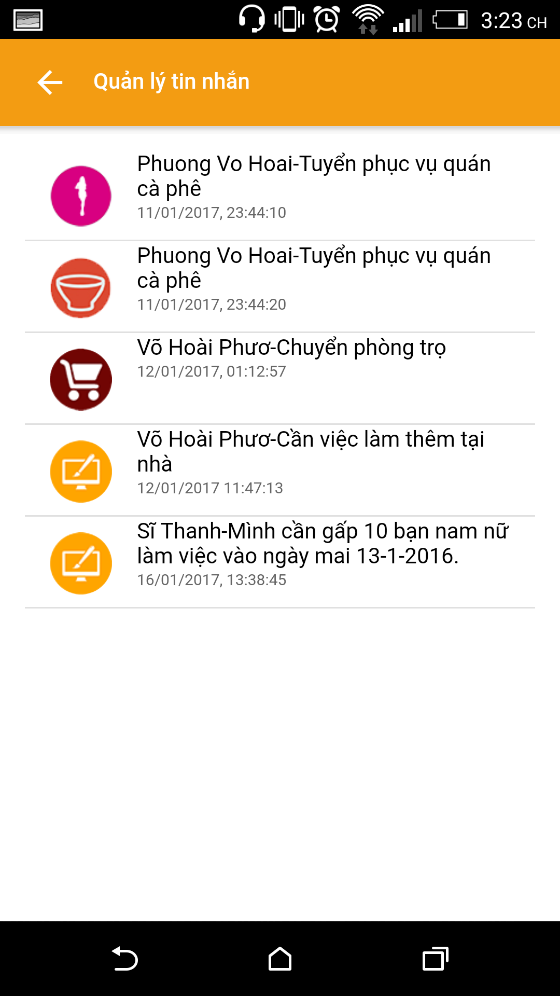 3:23 CH
Quản lý tin nhắn
Phuong Vo Hoai-Tuyển phục vụ quán
cà phê
11/01/2017, 23:44:10
Phuong Vo Hoai-Tuyển phục vụ quán
cà phê
11/01/2017, 23:44:20
Võ Hoài Phươ-Chuyển phòng trọ
12/01/2017, 01:12:57
Võ Hoài Phươ-Cần việc làm thêm tại
nhà
12/01/2017 11:47:13
Sĩ Thanh-Mình cần gấp 10 bạn nam nữ
làm việc vào ngày mai 13-1-2016.
16/01/2017, 13:38:45